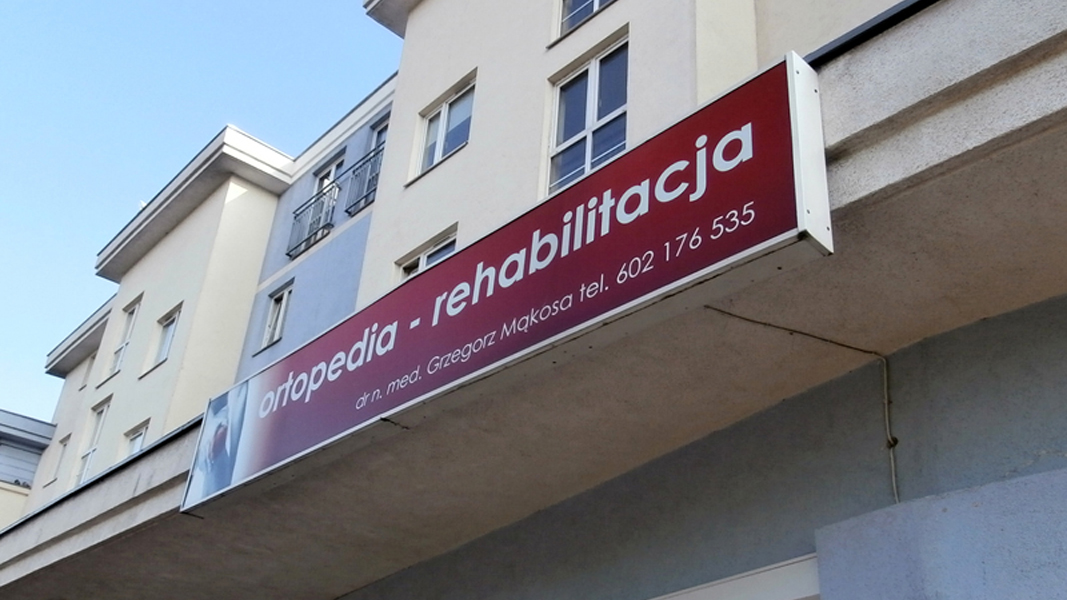 ortopedia - rehabilitacja
dr n. med. Grzegorz Mąkosa tel. 602 176 535